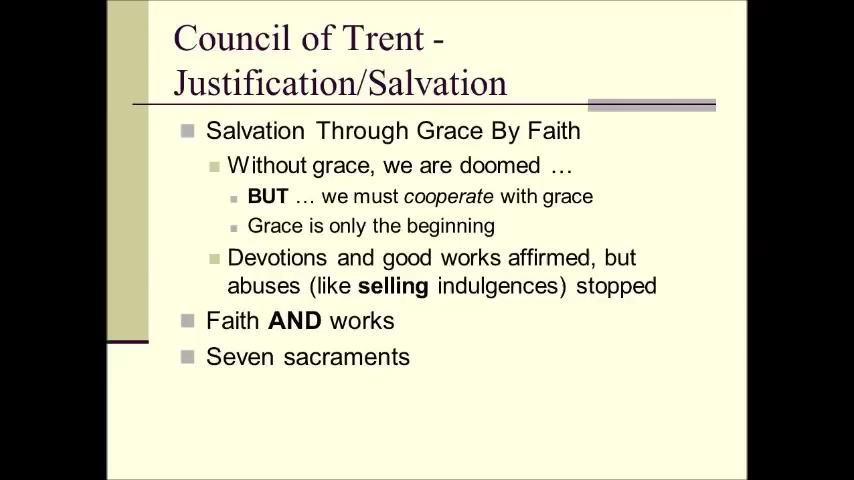 Council of Trent -
Justification/Salvation
Salvation Through Grace By Faith
Without grace, we are doomed …
BUT … we must cooperate with grace
Grace is only the beginning
Devotions and good works affirmed, but
abuses (like selling indulgences) stopped
Faith AND works
Seven sacraments